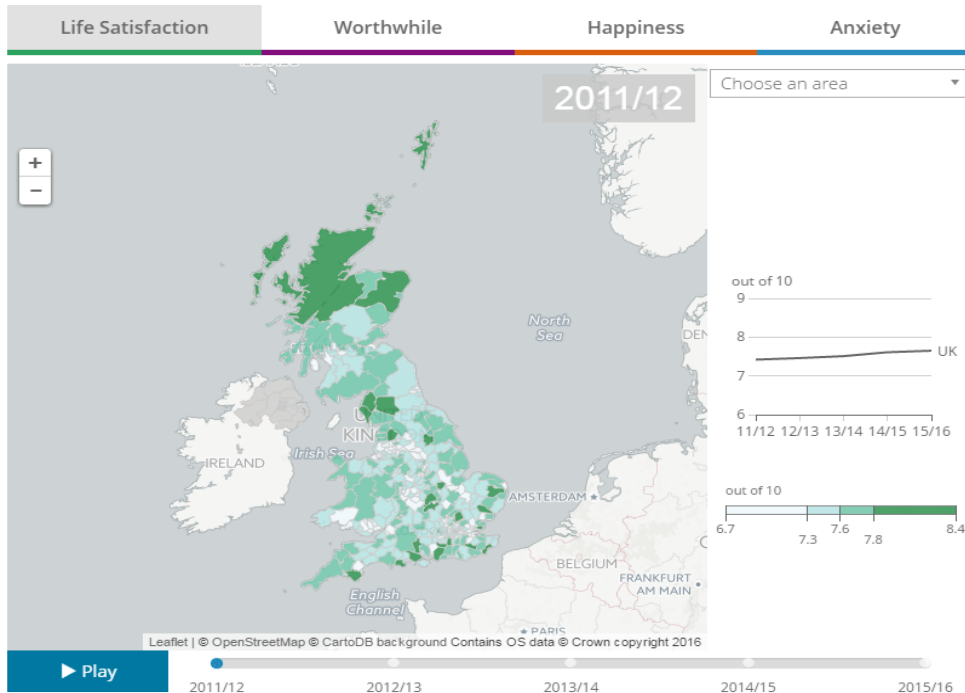 Life Satisfaction
Worthwhile
Happiness
Anxiety
2011/12
Choose an area
+
−
North
Sea
IRELAND
Irish Sea
KIN
AMSTERDAM
BELGIUM
FRANKFURT
AM MAIN
English
Channel
PARIS
DEN
out of 10
9
8
7
6
UK
11/12 12/13 13/14 14/15 15/16
out of 10
6.7
7.3
7.6
7.8
8.4
Leaflet | © OpenStreetMap © CartoDB background Contains OS data © Crown copyright 2016
Play
2011/12
2012/13
2013/14
2014/15
2015/16